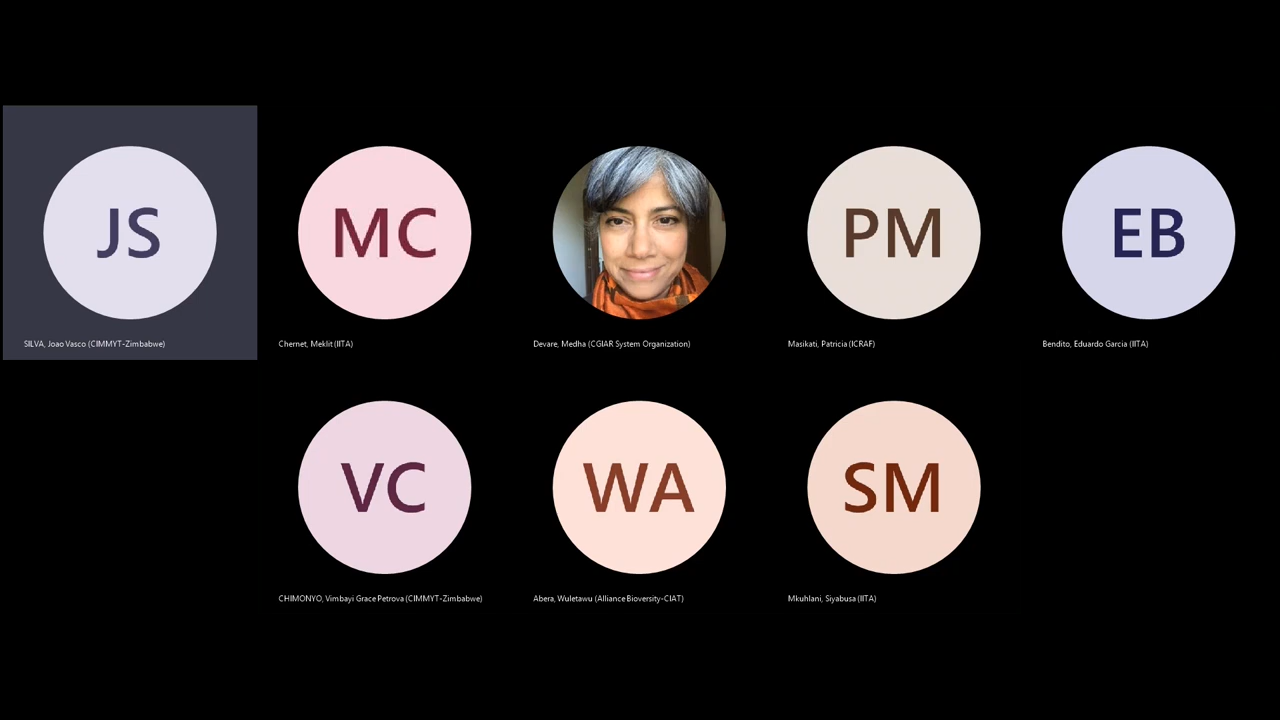 JS
MC
PM
EB
SILVA, Joao Vasco (CIMMYT-Zimbabwe)
Chernet, Meklit (IITA)
Devare, Medha (CGIAR System Organization)
Masikati, Patricia (ICRAF)
Bendito, Eduardo Garcia (IITA)
VC
WA
SM
CHIMONYO, Vimbayi Grace Petrova (CIMMYT-Zimbabwe)
Abera, Wuletawu (Alliance Bioversity-CIAT)
Mkuhlani, Siyabusa (IITA)